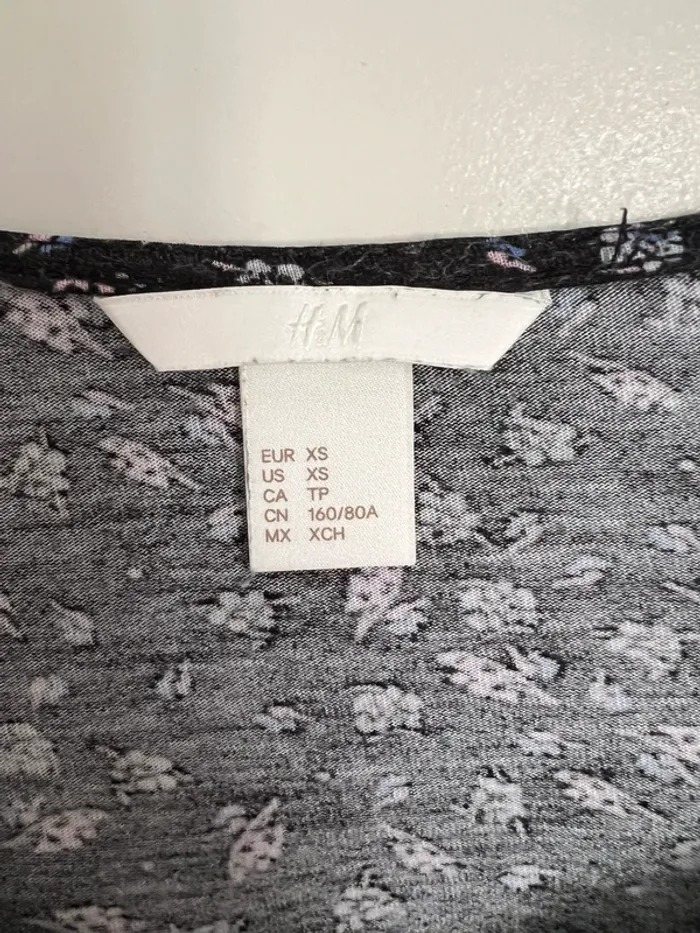 H&M
EUR XS
US XS
CA TP
CN 160/80A
MX XCH